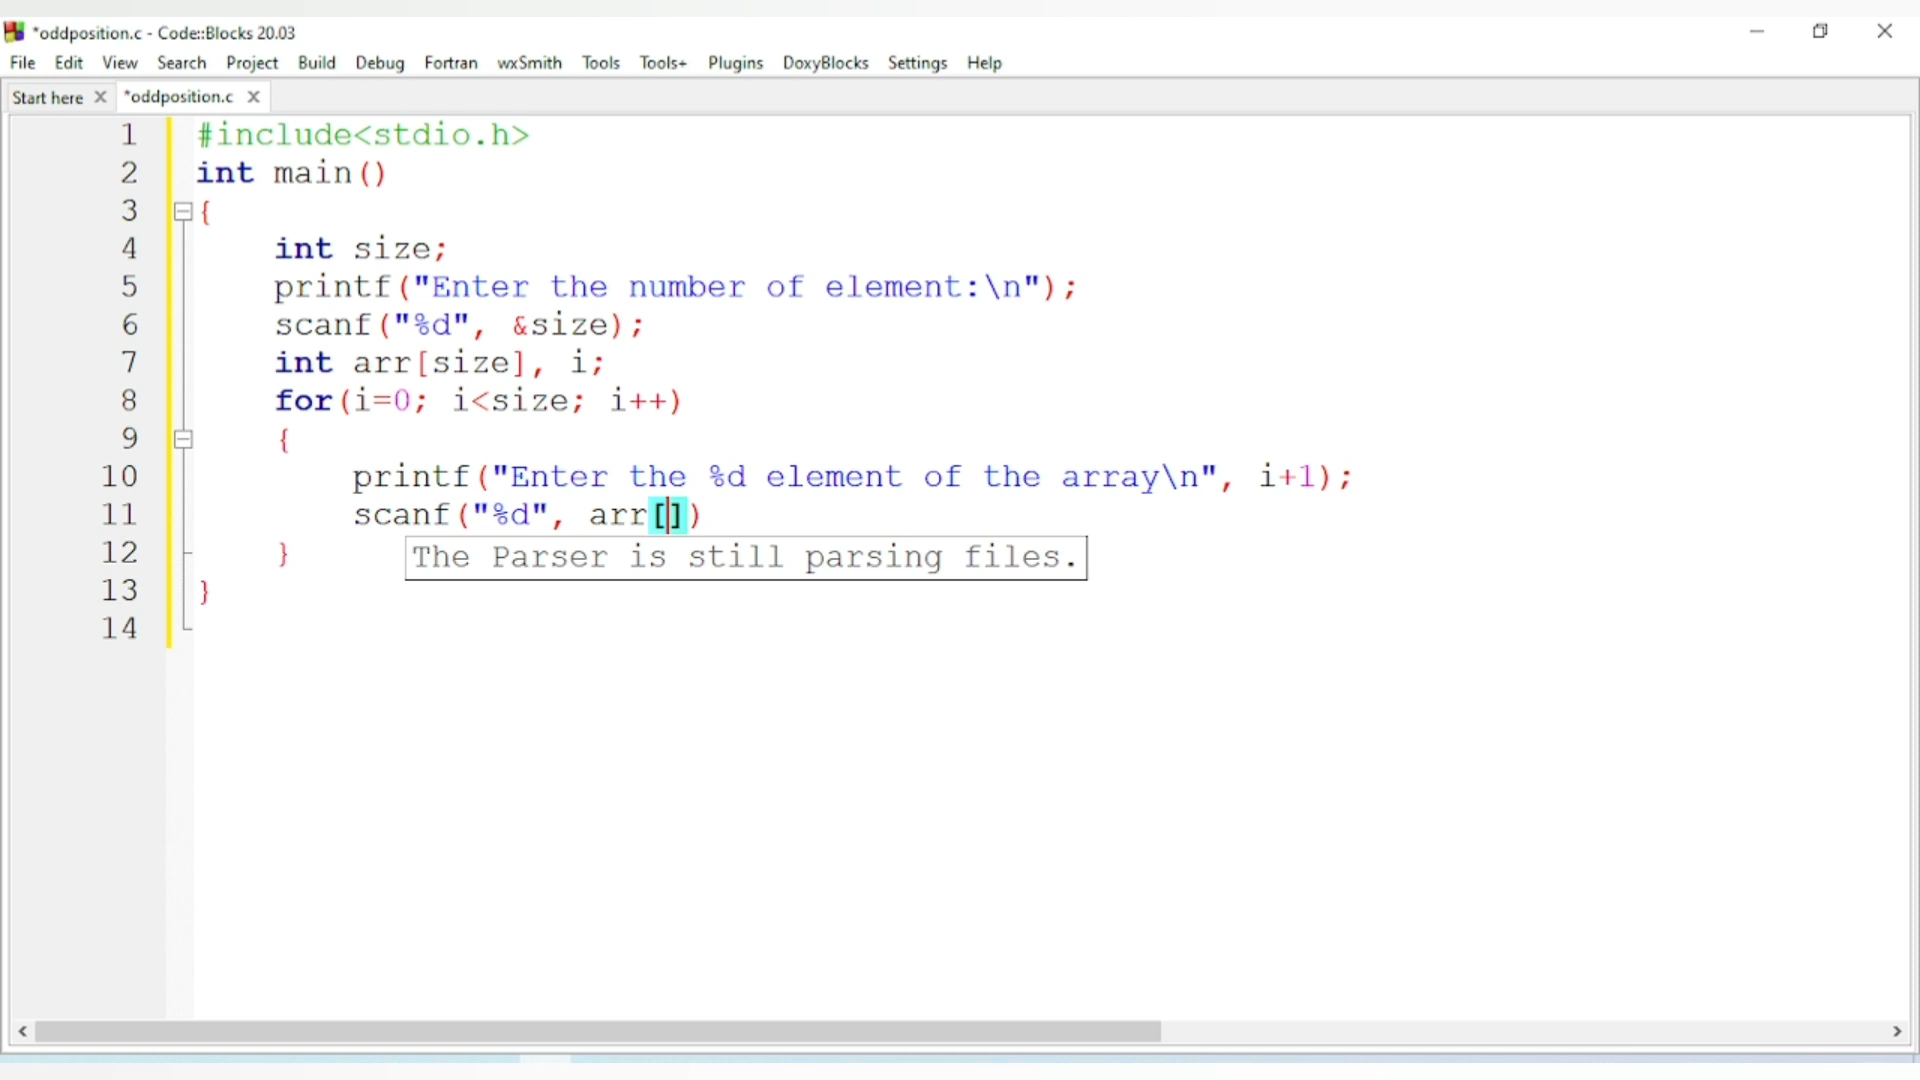 *oddposition.c - Code::Blocks 20.03
File Edit View Search Project Build Debug Fortran wxSmith Tools Tools+ Plugins DoxyBlocks Settings Help
Start here *oddposition.c
1 #include<stdio.h>
2 int main()
3 {
4 int size;
5 printf("Enter the number of element:\n");
6 scanf("%d", &size);
7 int arr[size], i;
8 for(i=0; i<size; i++)
9 {
10 printf("Enter the %d element of the array\n", i+1);
11 scanf("%d", arr[])
12 }
The Parser is still parsing files.
13 }
14